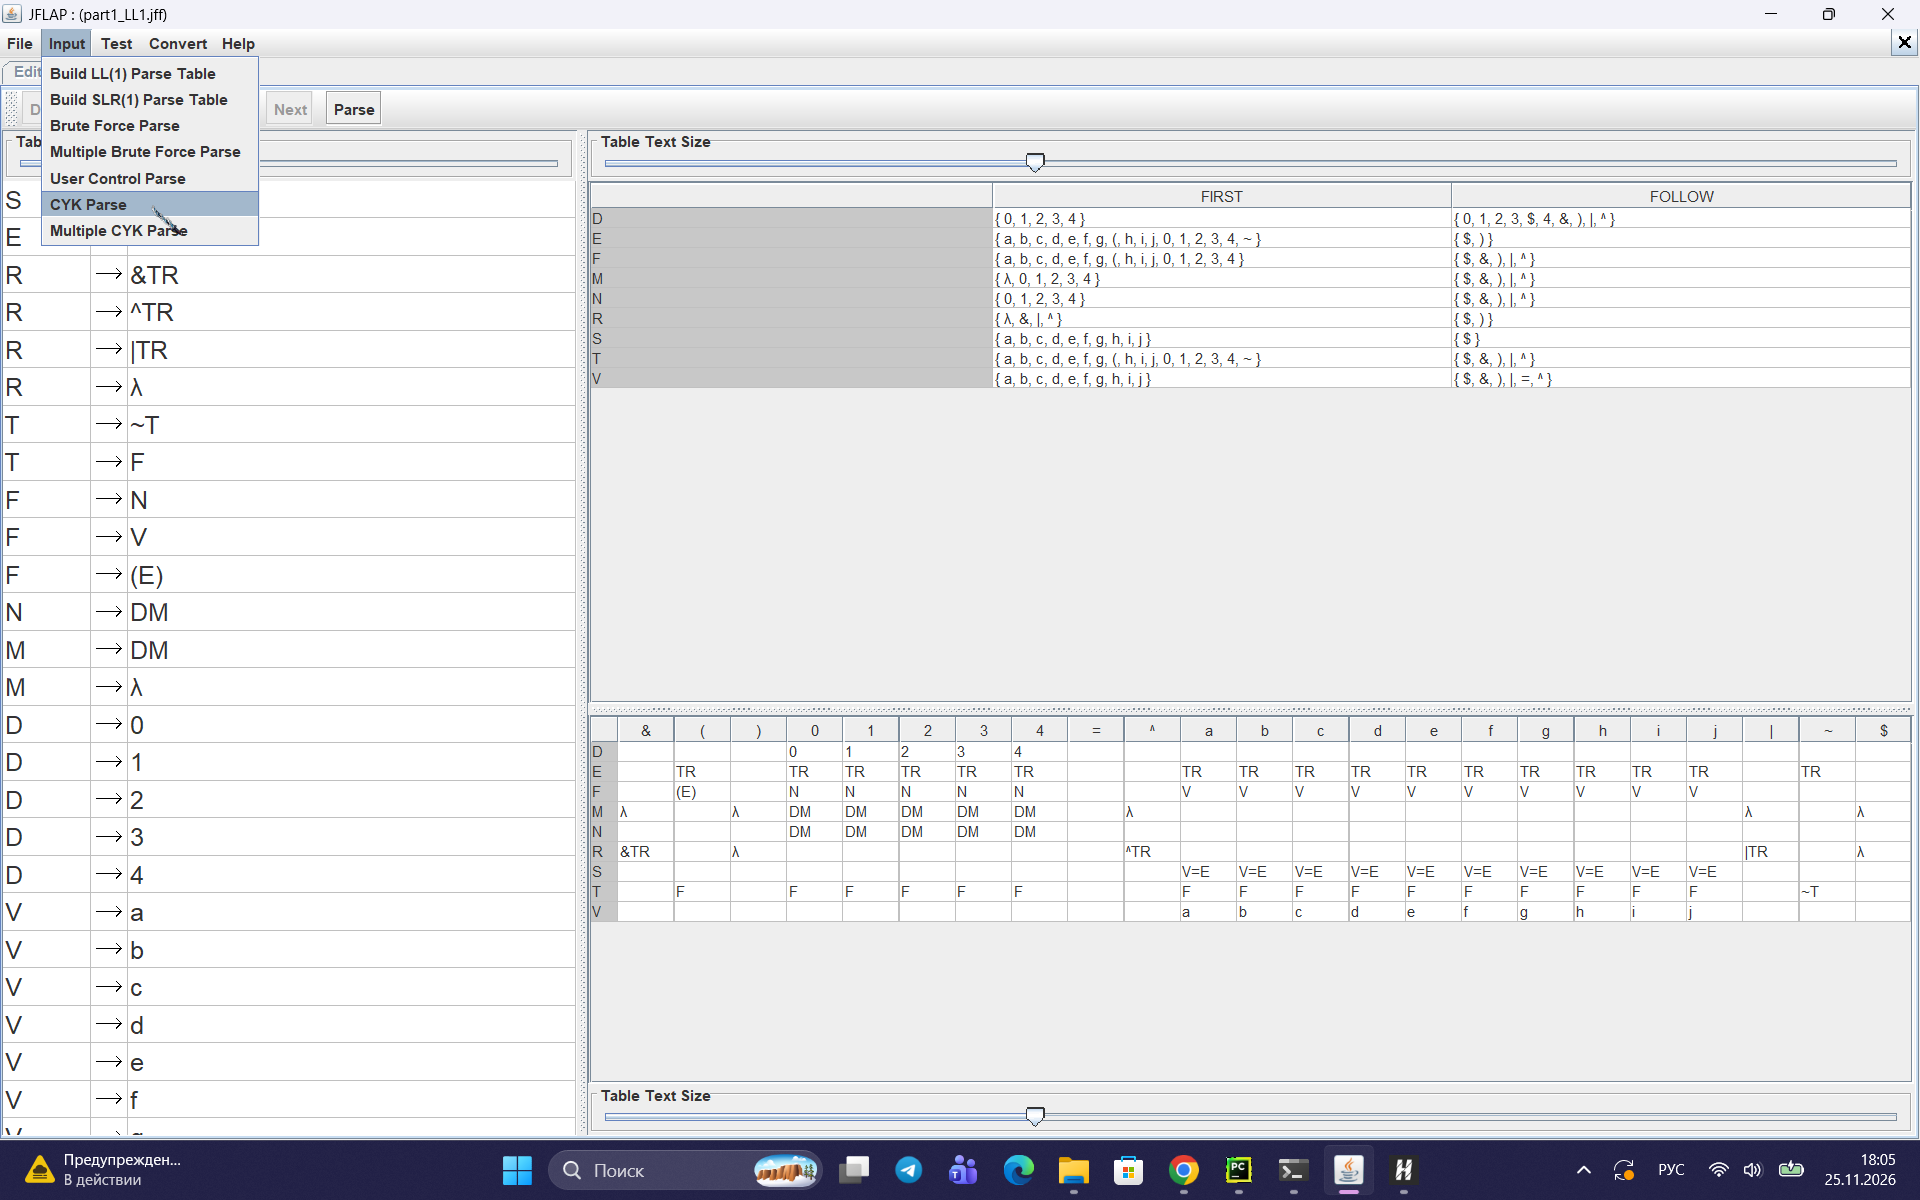 JFLAP : (part1_LL1.jff)
File Input Test Convert Help
Edit
Build LL(1) Parse Table
Build SLR(1) Parse Table
Brute Force Parse
Multiple Brute Force Parse
User Control Parse
CYK Parse
Multiple CYK Parse
D Next Parse
Tab
Table Text Size
S
E
R → &TR
R → ^TR
R → |TR
R → λ
T → ~T
T → F
F → N
F → V
F → (E)
N → DM
M → DM
M → λ
D → 0
D → 1
D → 2
D → 3
D → 4
V → a
V → b
V → c
V → d
V → e
V → f
FIRST FOLLOW
D { 0, 1, 2, 3, 4 } { 0, 1, 2, 3, $, 4, &, ), |, ^ }
E { a, b, c, d, e, f, g, (, h, i, j, 0, 1, 2, 3, 4, ~ } { $, ) }
F { a, b, c, d, e, f, g, (, h, i, j, 0, 1, 2, 3, 4 } { $, &, ), |, ^ }
M { λ, 0, 1, 2, 3, 4 } { $, &, ), |, ^ }
N { 0, 1, 2, 3, 4 } { $, &, ), |, ^ }
R { λ, &, |, ^ } { $, ) }
S { a, b, c, d, e, f, g, h, i, j } { $ }
T { a, b, c, d, e, f, g, (, h, i, j, 0, 1, 2, 3, 4, ~ } { $, &, ), |, ^ }
V { a, b, c, d, e, f, g, h, i, j } { $, &, ), |, =, ^ }
& ( ) 0 1 2 3 4 = ^ a b c d e f g h i j | ~ $
D 0 1 2 3 4
E TR TR TR TR TR TR TR TR TR TR TR TR TR TR TR TR TR
F (E) N N N N N V V V V V V V V V V
M λ λ DM DM DM DM DM λ λ λ
N DM DM DM DM DM
R &TR λ ^TR |TR λ
S V=E V=E V=E V=E V=E V=E V=E V=E V=E V=E
T F F F F F F F F F F F F F F F F ~T
V a b c d e f g h i j
Table Text Size
Предупрежден...
В действии
Поиск
PC
РУС
18:05
25.11.2026